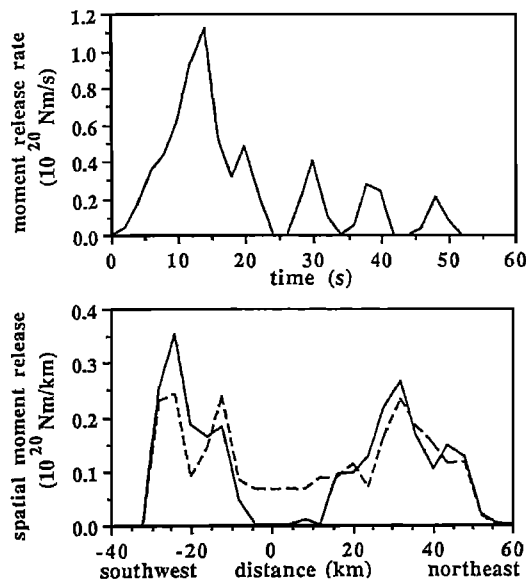 moment release rate
(10 20 Nm/s)
1.2
1.0
0.8
0.6
0.4
0.2
0.0
0 10 20 30 40 50 60
time (s)
spatial moment release
(10 20 Nm/km)
0.4
0.3
0.2
0.1
0.0
-40 -20 0 20 40 60
southwest distance (km) northeast